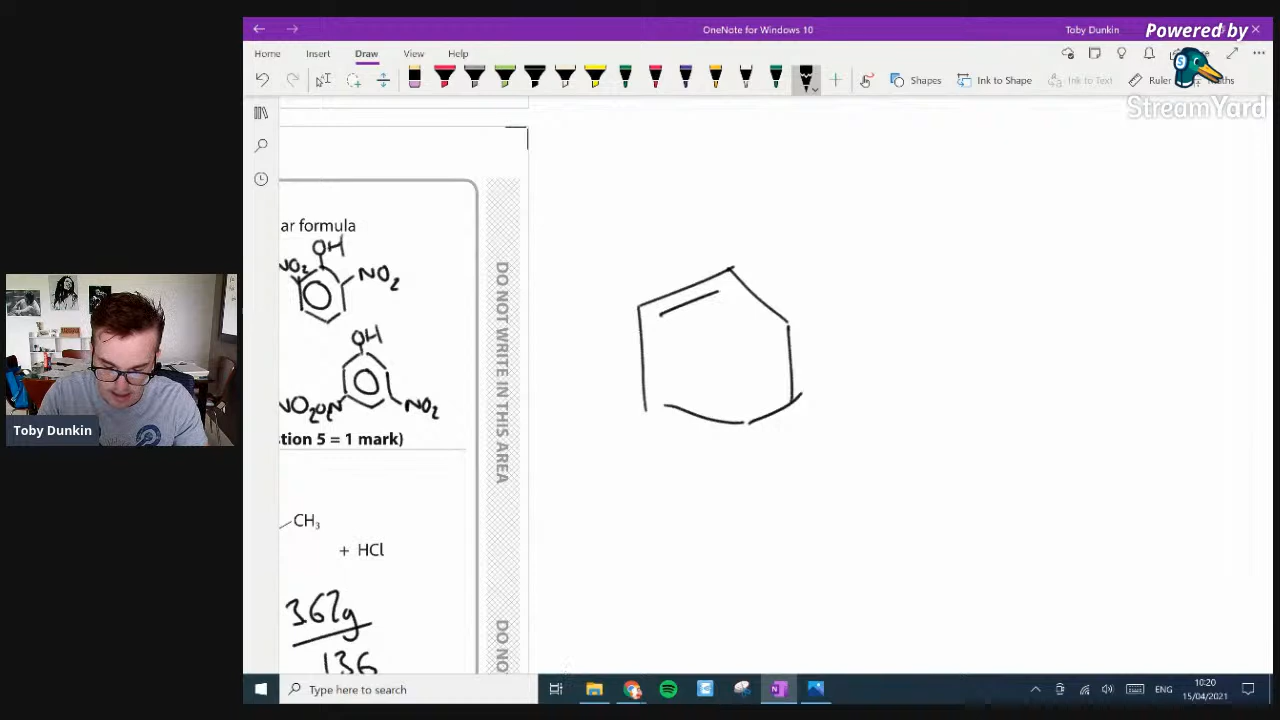 OneNote for Windows 10
Toby Dunkin
Powered by
StreamYard
Home Insert Draw View Help
Shapes Ink to Shape Ink to Text Ruler
ar formula
OH
NO2 NO2
OH
NO2 NO2
stion 5 = 1 mark)
DO NOT WRITE IN THIS AREA
CH3
+ HCl
362g
136
DO NO
Toby Dunkin
Type here to search
ENG
10:20
15/04/2021